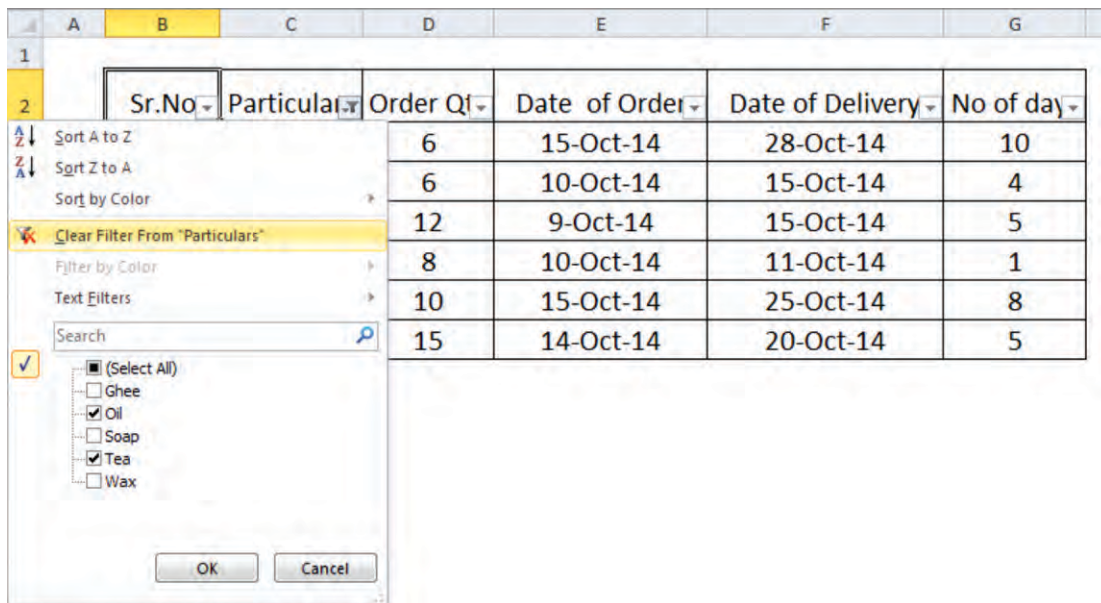 A B C D E F G
1
2 Sr.No Particular Order Qt Date of Order Date of Delivery No of day
Sort A to Z
Sort Z to A
Sort by Color
Clear Filter From "Particulars"
Filter by Color
Text Filters
Search
(Select All)
Ghee
Oil
Soap
Tea
Wax
OK Cancel
6 15-Oct-14 28-Oct-14 10
6 10-Oct-14 15-Oct-14 4
12 9-Oct-14 15-Oct-14 5
8 10-Oct-14 11-Oct-14 1
10 15-Oct-14 25-Oct-14 8
15 14-Oct-14 20-Oct-14 5